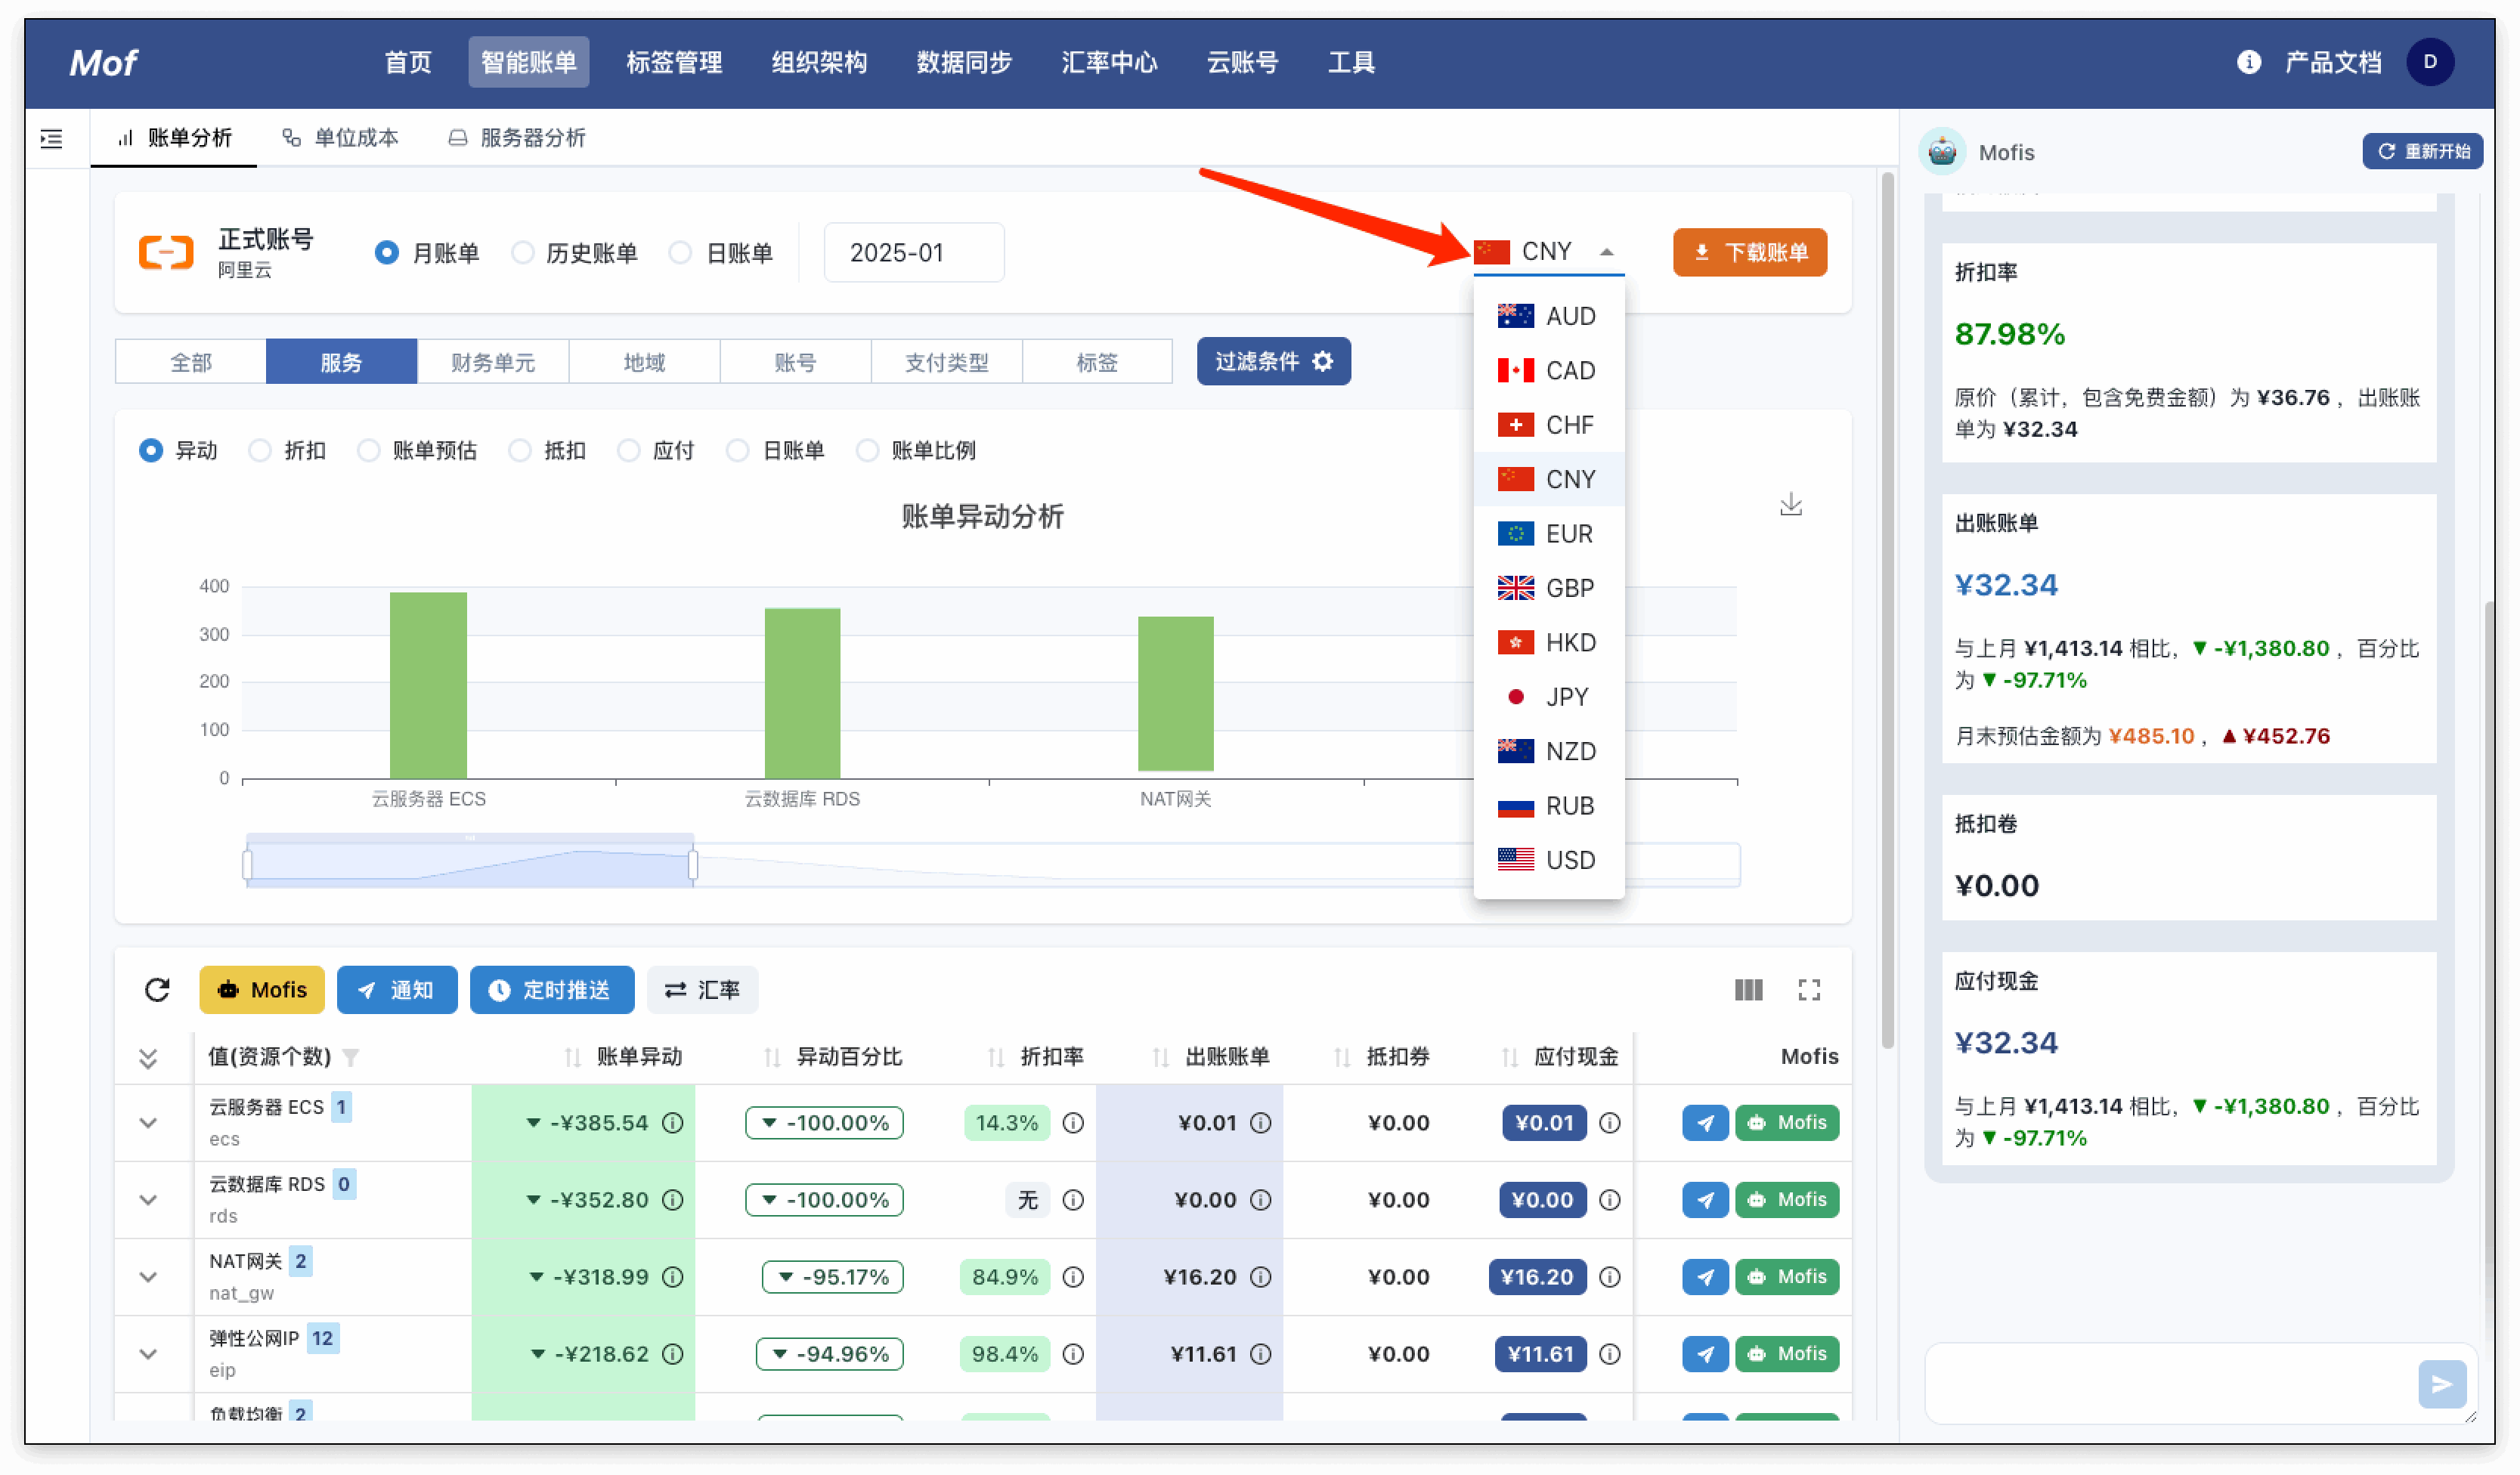 Mof
首页
智能账单
标签管理
组织架构
数据同步
汇率中心
云账号
工具
产品文档
D
账单分析
单位成本
服务器分析
正式账号
阿里云
月账单
历史账单
日账单
2025-01
CNY
下载账单
AUD
CAD
CHF
CNY
EUR
GBP
HKD
JPY
NZD
RUB
USD
全部
服务
财务单元
地域
账号
支付类型
标签
过滤条件
异动
折扣
账单预估
抵扣
应付
日账单
账单比例
账单异动分析
400
300
200
100
0
云服务器 ECS
云数据库 RDS
NAT网关
Mofis
通知
定时推送
汇率
值(资源个数)
账单异动
异动百分比
折扣率
出账账单
抵扣券
应付现金
Mofis
云服务器 ECS 1
ecs
-¥385.54
-100.00%
14.3%
¥0.01
¥0.00
¥0.01
Mofis
云数据库 RDS 0
rds
-¥352.80
-100.00%
无
¥0.00
¥0.00
¥0.00
Mofis
NAT网关 2
nat_gw
-¥318.99
-95.17%
84.9%
¥16.20
¥0.00
¥16.20
Mofis
弹性公网IP 12
eip
-¥218.62
-94.96%
98.4%
¥11.61
¥0.00
¥11.61
Mofis
负载均衡 2
Mofis
重新开始
折扣率
87.98%
原价（累计，包含免费金额）为 ¥36.76 ，出账账
单为 ¥32.34
出账账单
¥32.34
与上月 ¥1,413.14 相比，▼ -¥1,380.80 ，百分比
为 ▼ -97.71%
月末预估金额为 ¥485.10 ，▲ ¥452.76
抵扣卷
¥0.00
应付现金
¥32.34
与上月 ¥1,413.14 相比，▼ -¥1,380.80 ，百分比
为 ▼ -97.71%